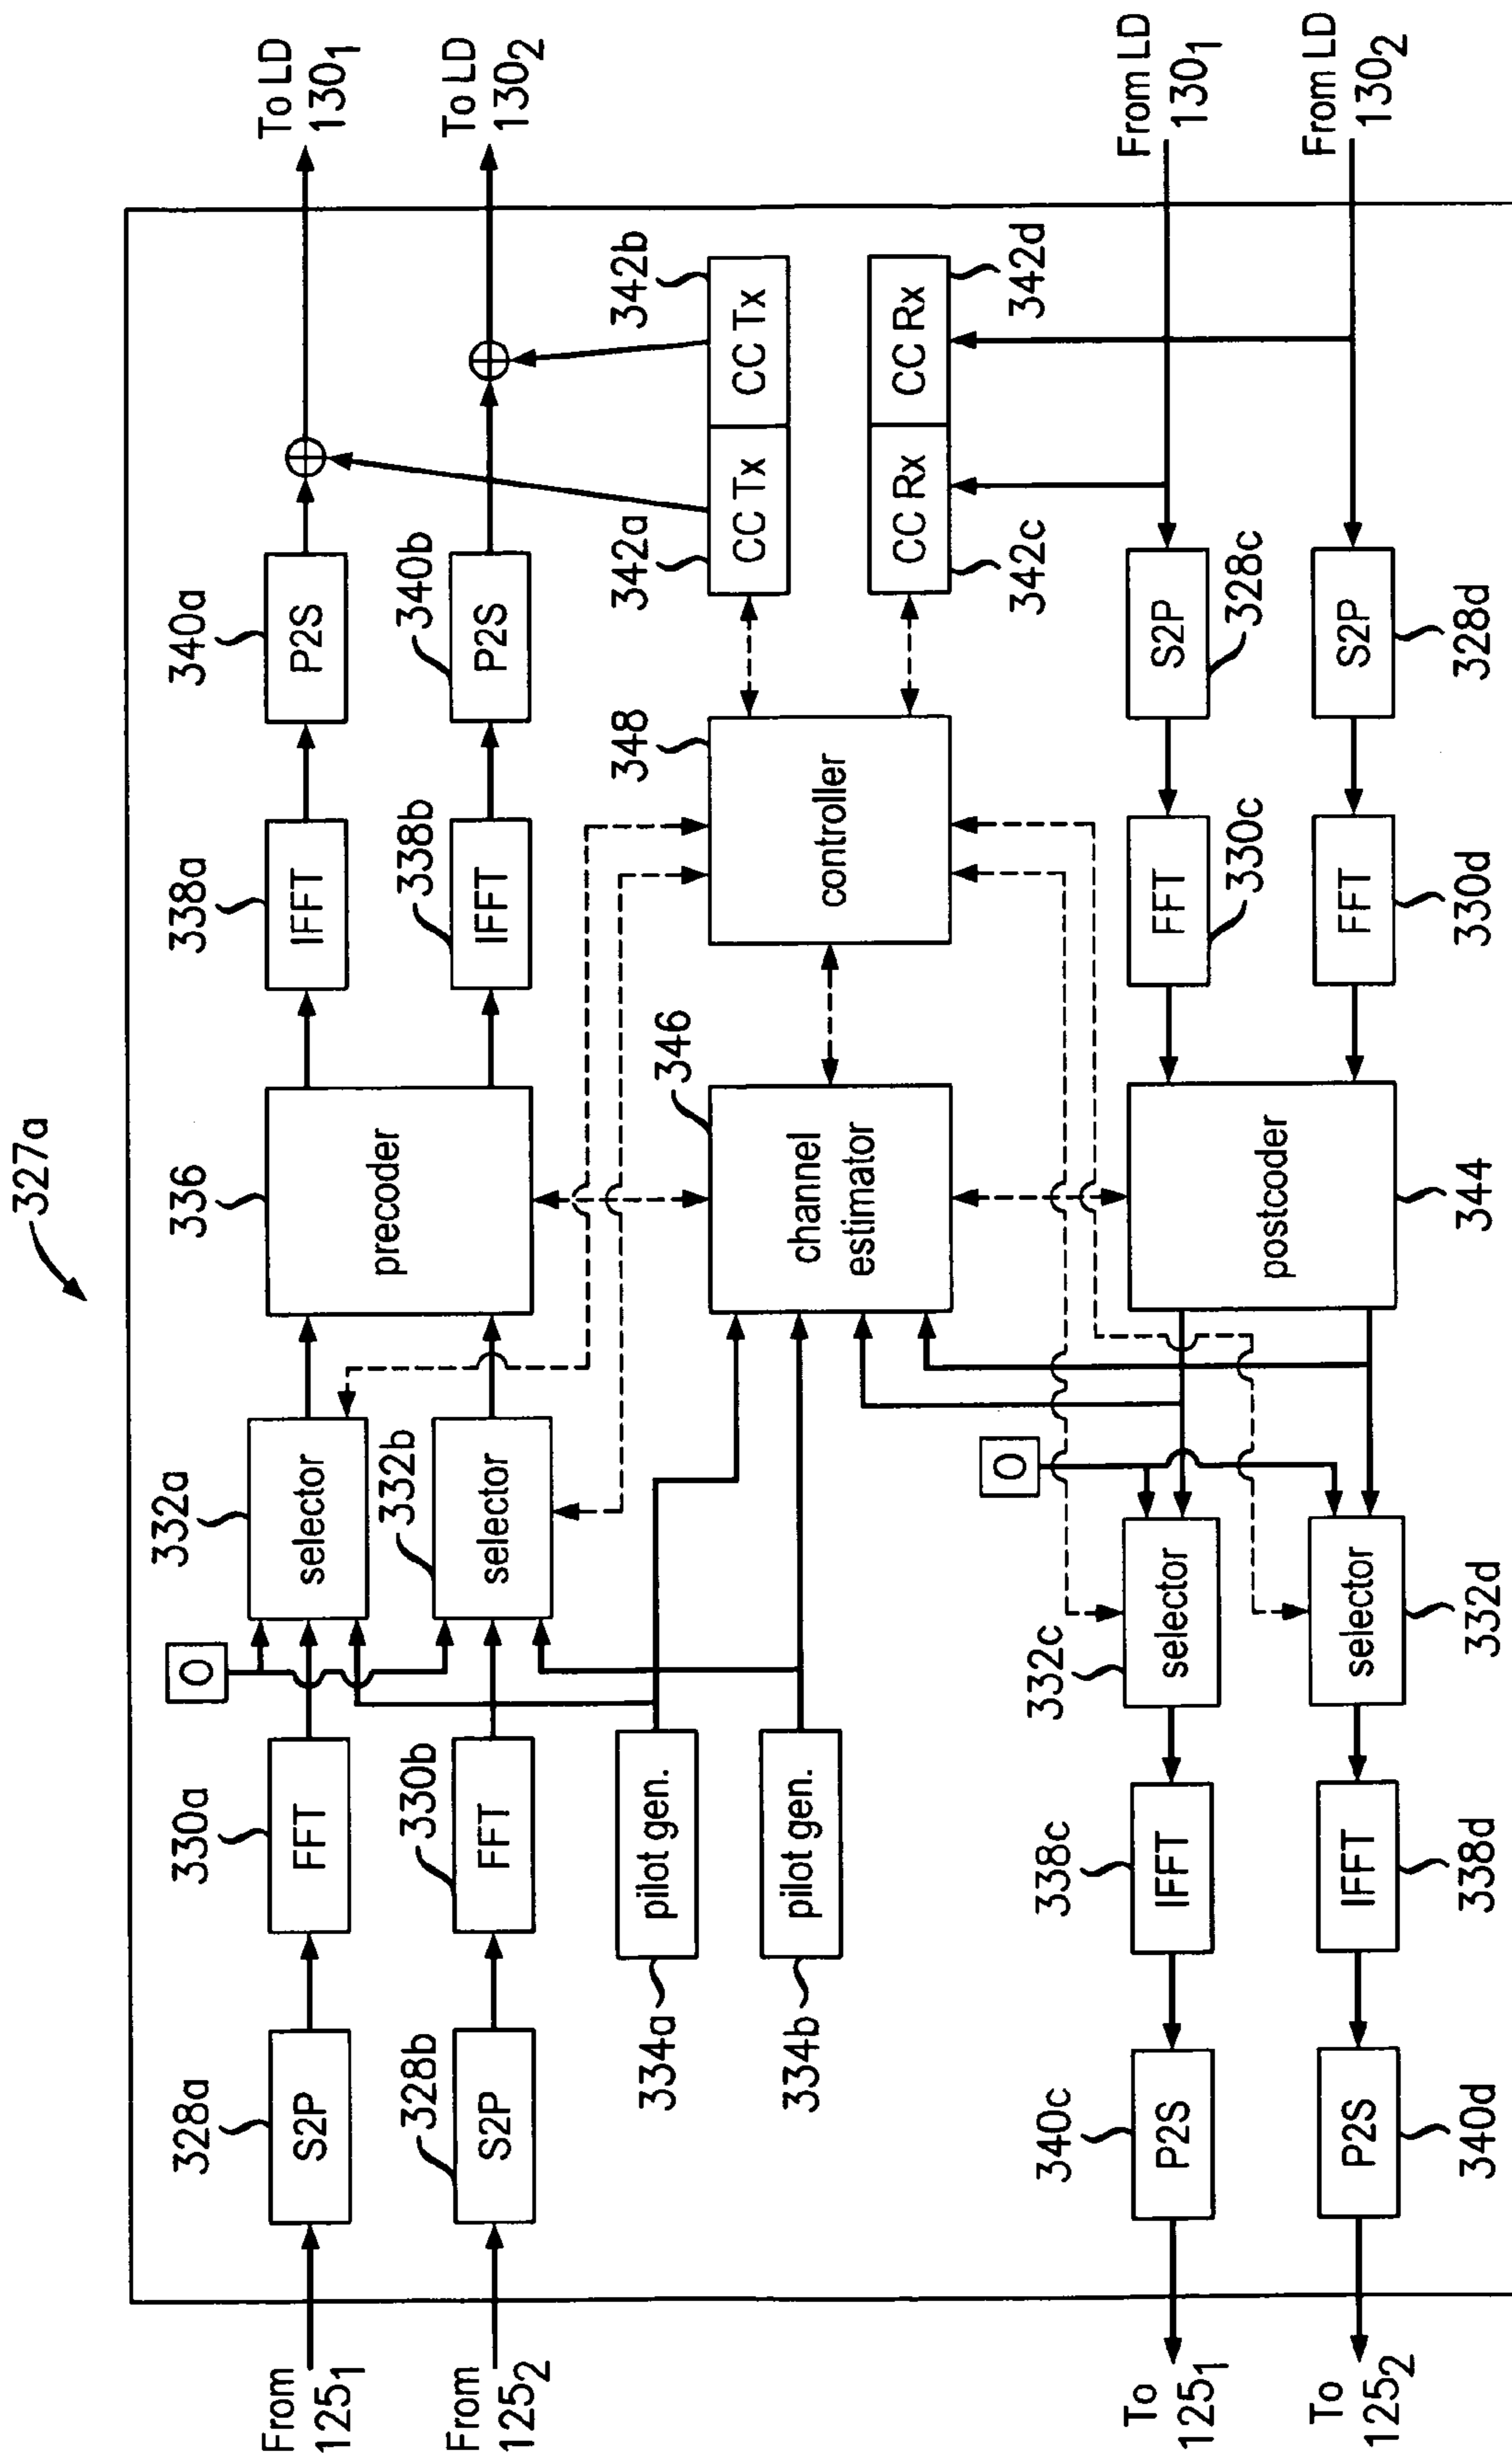 327a
From
125₁
328a
S2P
330a
FFT
O
332a
selector
336
precoder
338a
IFFT
340a
P2S
To LD
130₁
From
125₂
328b
S2P
330b
FFT
332b
selector
338b
IFFT
340b
P2S
To LD
130₂
334a
pilot gen.
334b
pilot gen.
346
channel
estimator
348
controller
342a
CC Tx
342b
CC Tx
342c
CC Rx
342d
CC Rx
To
125₁
340c
P2S
338c
IFFT
332c
selector
O
344
postcoder
330c
FFT
328c
S2P
From LD
130₁
To
125₂
340d
P2S
338d
IFFT
332d
selector
330d
FFT
328d
S2P
From LD
130₂